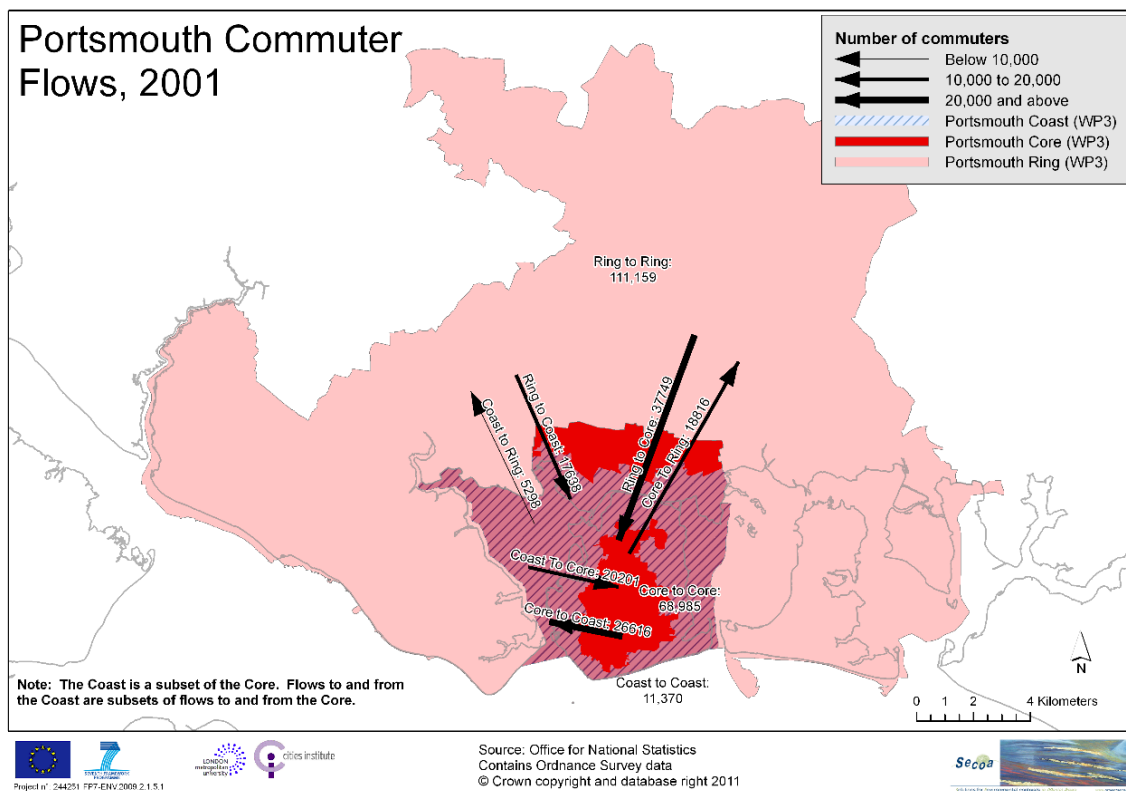 Portsmouth Commuter
Flows, 2001
Number of commuters
Below 10,000
10,000 to 20,000
20,000 and above
Portsmouth Coast (WP3)
Portsmouth Core (WP3)
Portsmouth Ring (WP3)
Ring to Ring:
111,159
Coast to Ring: 5298
Ring to Coast: 17638
Ring to Core: 37749
Core To Ring: 18816
Coast To Core: 20201
Core to Core:
68,985
Core to Coast: 26616
Coast to Coast:
11,370
Note: The Coast is a subset of the Core. Flows to and from
the Coast are subsets of flows to and from the Core.
N
0 1 2 4 Kilometers
SEVENTH FRAMEWORK
PROGRAMME
Project n°. 244251 FP7-ENV.2009.2.1.5.1
LONDON
metropolitan
university
cities institute
Source: Office for National Statistics
Contains Ordnance Survey data
© Crown copyright and database right 2011
Secoa